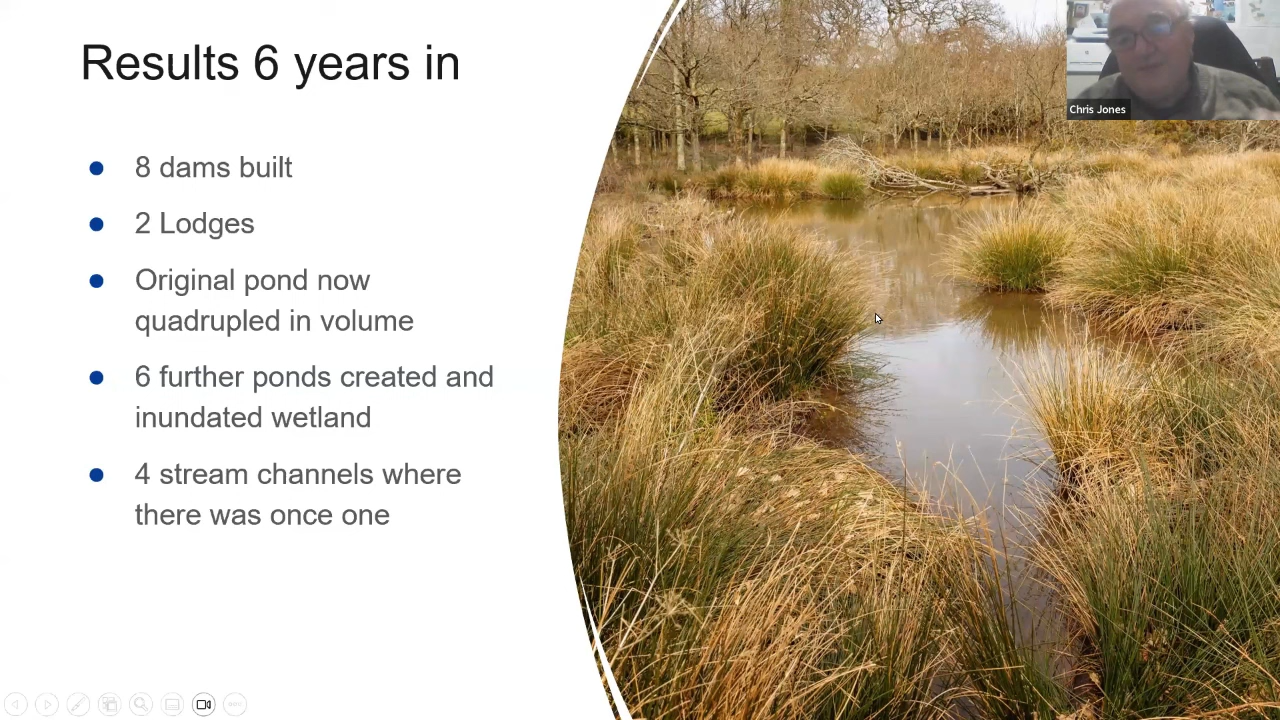 Results 6 years in
Chris Jones
8 dams built
2 Lodges
Original pond now
quadrupled in volume
6 further ponds created and
inundated wetland
4 stream channels where
there was once one